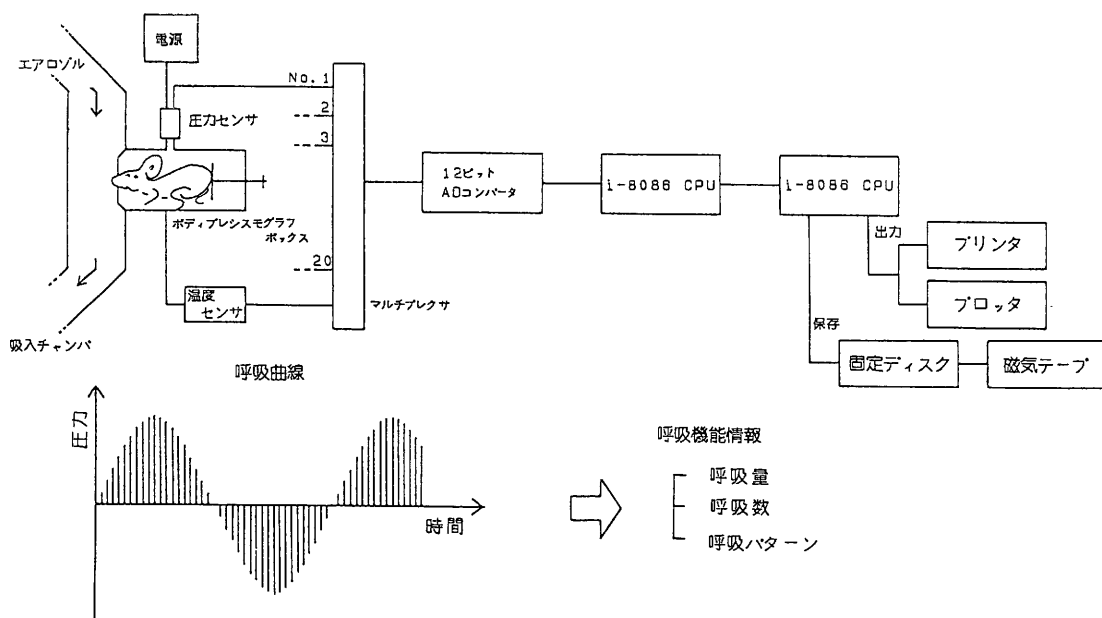 電源
エアロゾル
No. 1
圧力センサ
2
3
12ビット
ADコンバータ
i-8086 CPU
i-8086 CPU
ボディプレシスモグラフ
ボックス
出力
プリンタ
20
温度
センサ
マルチプレクサ
プロッタ
保存
吸入チャンバ
固定ディスク
磁気テープ
呼吸曲線
圧力
時間
呼吸機能情報
呼吸量
呼吸数
呼吸パターン